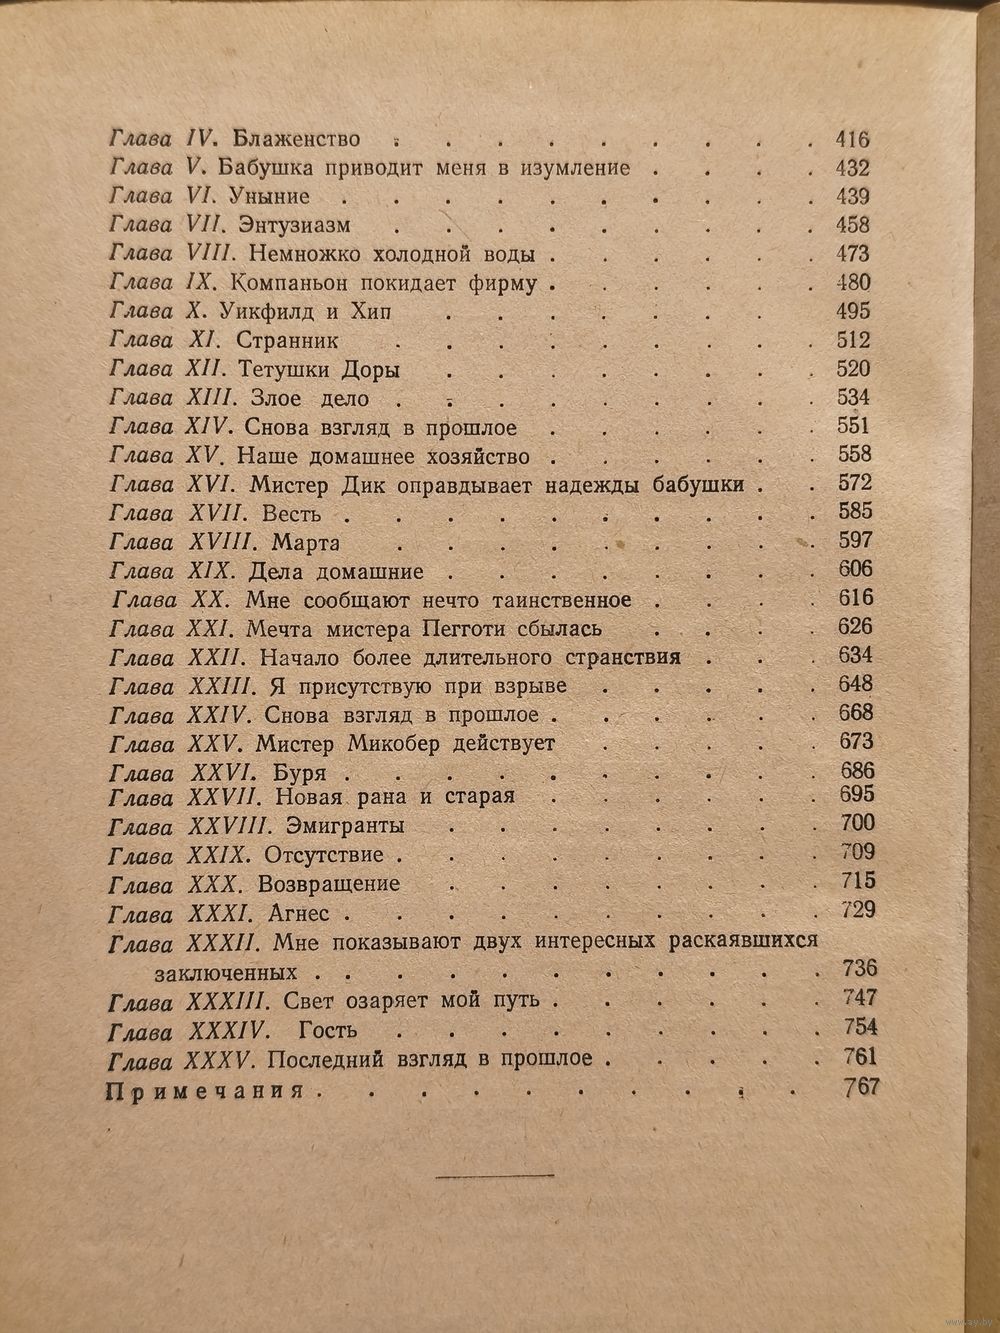 Глава IV. Блаженство . . . . . . . . . 416
Глава V. Бабушка приводит меня в изумление . . . . 432
Глава VI. Уныние . . . . . . . . . . 439
Глава VII. Энтузиазм . . . . . . . . . 458
Глава VIII. Немножко холодной воды . . . . . . 473
Глава IX. Компаньон покидает фирму . . . . . . 480
Глава X. Уикфилд и Хип . . . . . . . 495
Глава XI. Странник . . . . . . . . . 512
Глава XII. Тетушки Доры . . . . . . . . 520
Глава XIII. Злое дело . . . . . . . . . 534
Глава XIV. Снова взгляд в прошлое . . . . . . 551
Глава XV. Наше домашнее хозяйство . . . . . . 558
Глава XVI. Мистер Дик оправдывает надежды бабушки . . 572
Глава XVII. Весть . . . . . . . . . . 585
Глава XVIII. Марта . . . . . . . . . 597
Глава XIX. Дела домашние . . . . . . . . 606
Глава XX. Мне сообщают нечто таинственное . . . . 616
Глава XXI. Мечта мистера Пегготи сбылась . . . . 626
Глава XXII. Начало более длительного странствия . . . 634
Глава XXIII. Я присутствую при взрыве . . . . . 648
Глава XXIV. Снова взгляд в прошлое . . . . . . 668
Глава XXV. Мистер Микобер действует . . . . . 673
Глава XXVI. Буря . . . . . . . . . . 686
Глава XXVII. Новая рана и старая . . . . . . 695
Глава XXVIII. Эмигранты . . . . . . . . 700
Глава XXIX. Отсутствие . . . . . . . . . 709
Глава XXX. Возвращение . . . . . . . . 715
Глава XXXI. Агнес . . . . . . . . . . 729
Глава XXXII. Мне показывают двух интересных раскаявшихся
заключенных . . . . . . . . . . . 736
Глава XXXIII. Свет озаряет мой путь . . . . . . 747
Глава XXXIV. Гость . . . . . . . . . 754
Глава XXXV. Последний взгляд в прошлое . . . . . 761
Примечания . . . . . . . . . . 767
www.ay.by